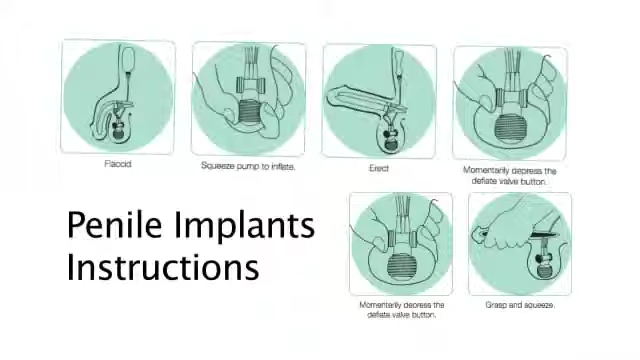 Flaccid
Squeeze pump to inflate.
Erect
Momentarily depress the
deflate valve button.
Penile Implants
Instructions
Momentarily depress the
deflate valve button.
Grasp and squeeze.